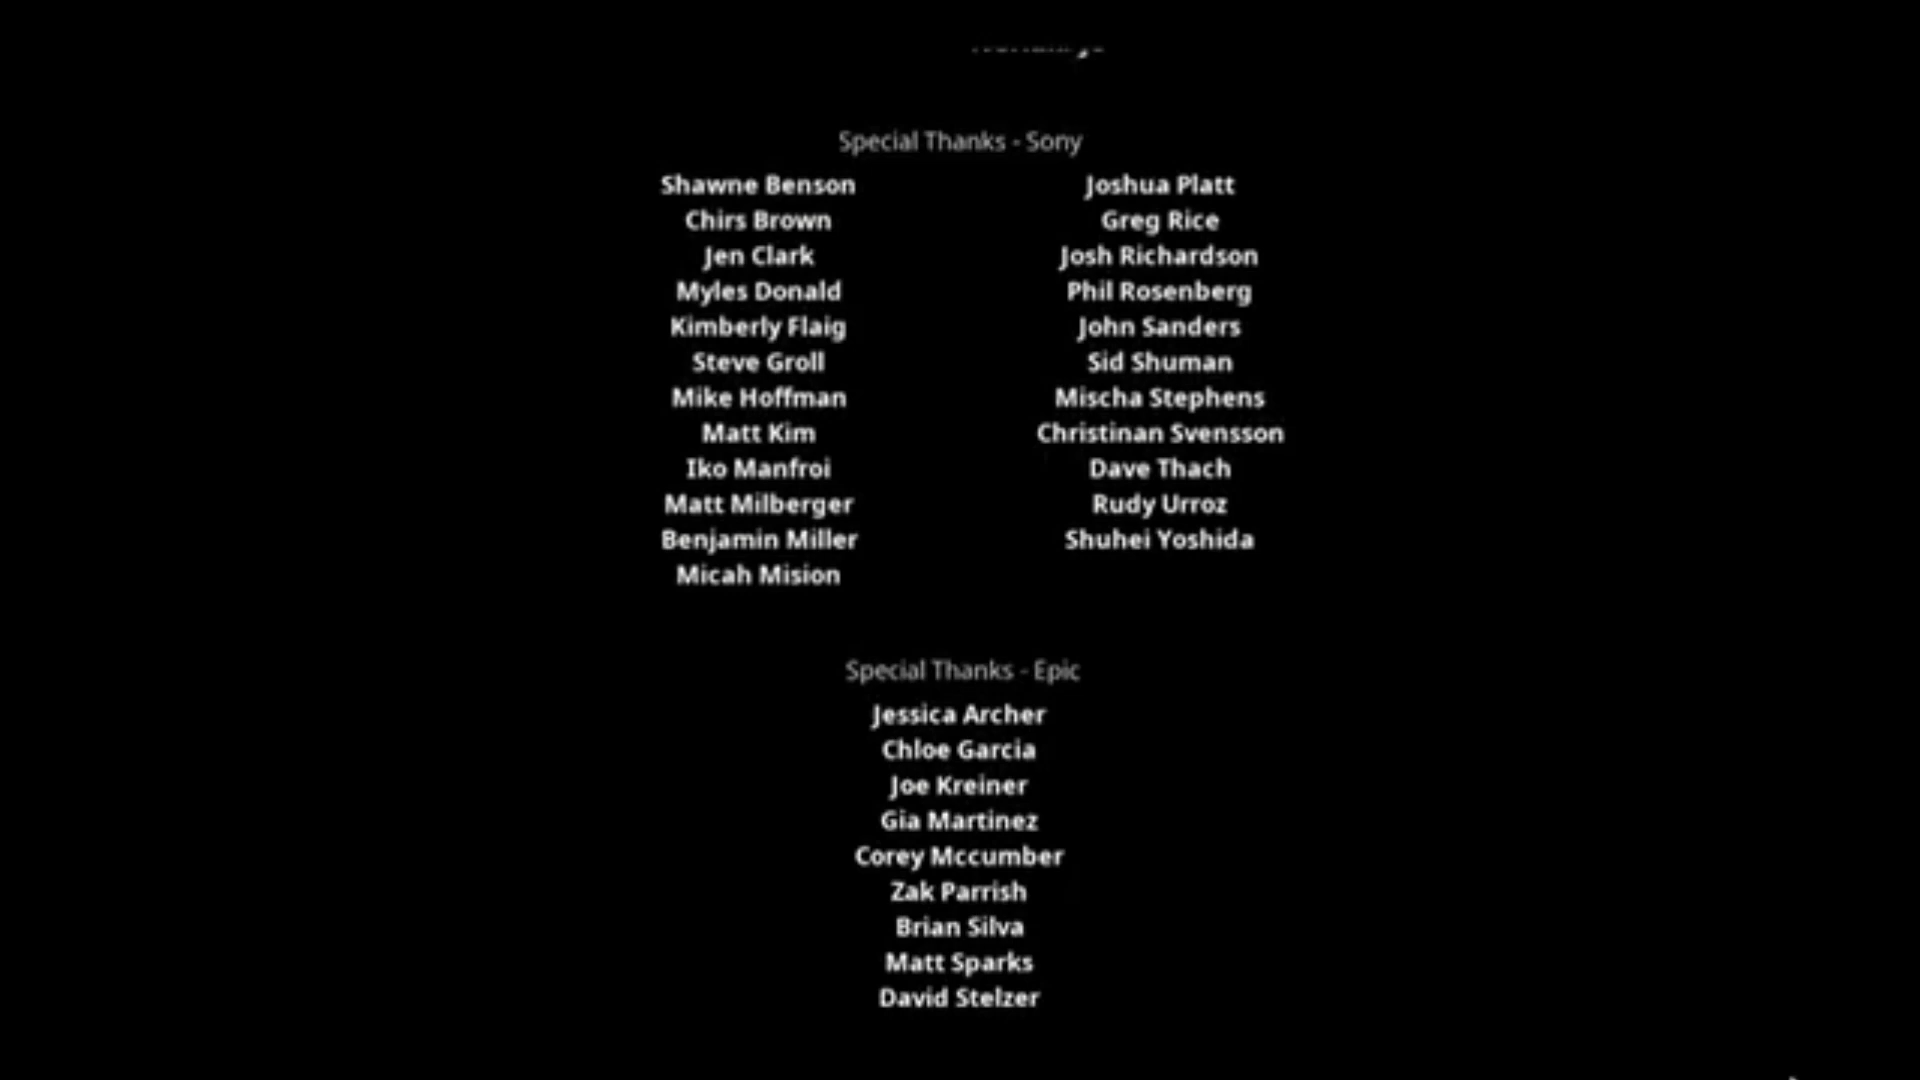 Special Thanks - Sony
Shawne Benson
Chirs Brown
Jen Clark
Myles Donald
Kimberly Flaig
Steve Groll
Mike Hoffman
Matt Kim
Iko Manfroi
Matt Milberger
Benjamin Miller
Micah Mision
Joshua Platt
Greg Rice
Josh Richardson
Phil Rosenberg
John Sanders
Sid Shuman
Mischa Stephens
Christinan Svensson
Dave Thach
Rudy Urroz
Shuhei Yoshida
Special Thanks - Epic
Jessica Archer
Chloe Garcia
Joe Kreiner
Gia Martinez
Corey Mccumber
Zak Parrish
Brian Silva
Matt Sparks
David Stelzer